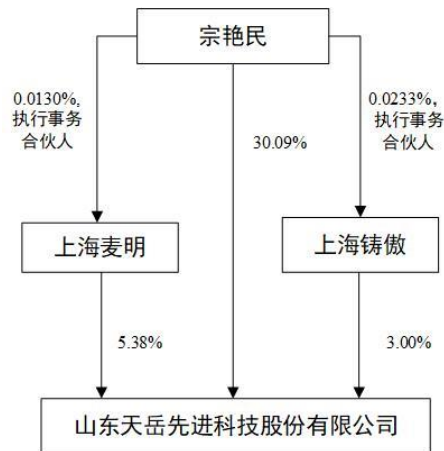 宗艳民
0.0130%,
执行事务
合伙人
30.09%
0.0233%，
执行事务
合伙人
上海麦明
上海铸傲
5.38%
3.00%
山东天岳先进科技股份有限公司